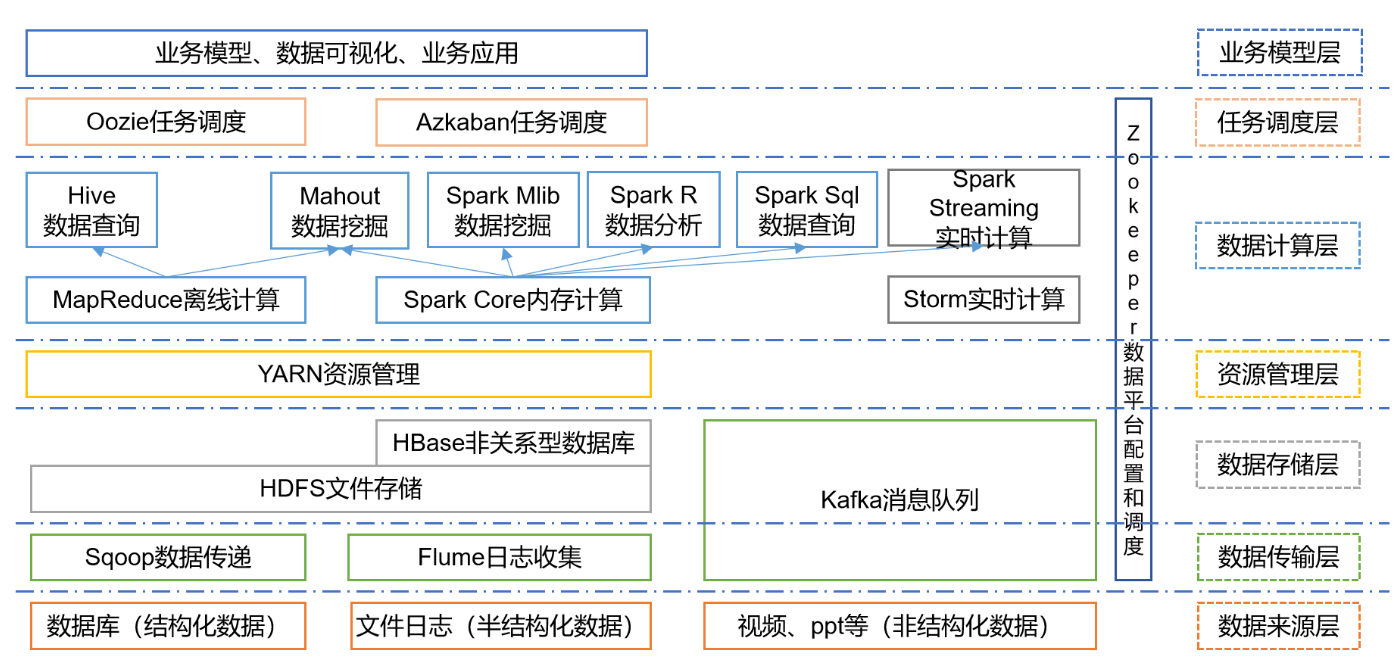 业务模型、数据可视化、业务应用
业务模型层
Oozie任务调度
Azkaban任务调度
任务调度层
Hive
数据查询
Mahout
数据挖掘
Spark Mlib
数据挖掘
Spark R
数据分析
Spark Sql
数据查询
Spark
Streaming
实时计算
数据计算层
MapReduce离线计算
Spark Core内存计算
Storm实时计算
Zookeeper数据平台配置和调度
YARN资源管理
资源管理层
HBase非关系型数据库
HDFS文件存储
Kafka消息队列
数据存储层
Sqoop数据传递
Flume日志收集
数据传输层
数据库（结构化数据）
文件日志（半结构化数据）
视频、ppt等（非结构化数据）
数据来源层